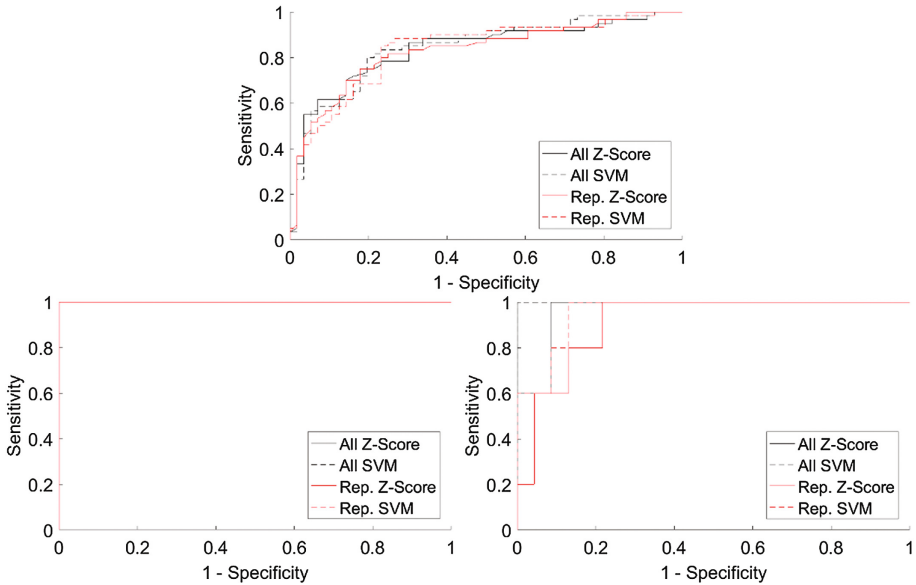 1
0.8
0.6
0.4
0.2
0
Sensitivity
All Z-Score
All SVM
Rep. Z-Score
Rep. SVM
0 0.2 0.4 0.6 0.8 1
1 - Specificity
1
0.8
0.6
0.4
0.2
0
Sensitivity
All Z-Score
All SVM
Rep. Z-Score
Rep. SVM
0 0.2 0.4 0.6 0.8 1
1 - Specificity
1
0.8
0.6
0.4
0.2
0
Sensitivity
All Z-Score
All SVM
Rep. Z-Score
Rep. SVM
0 0.2 0.4 0.6 0.8 1
1 - Specificity